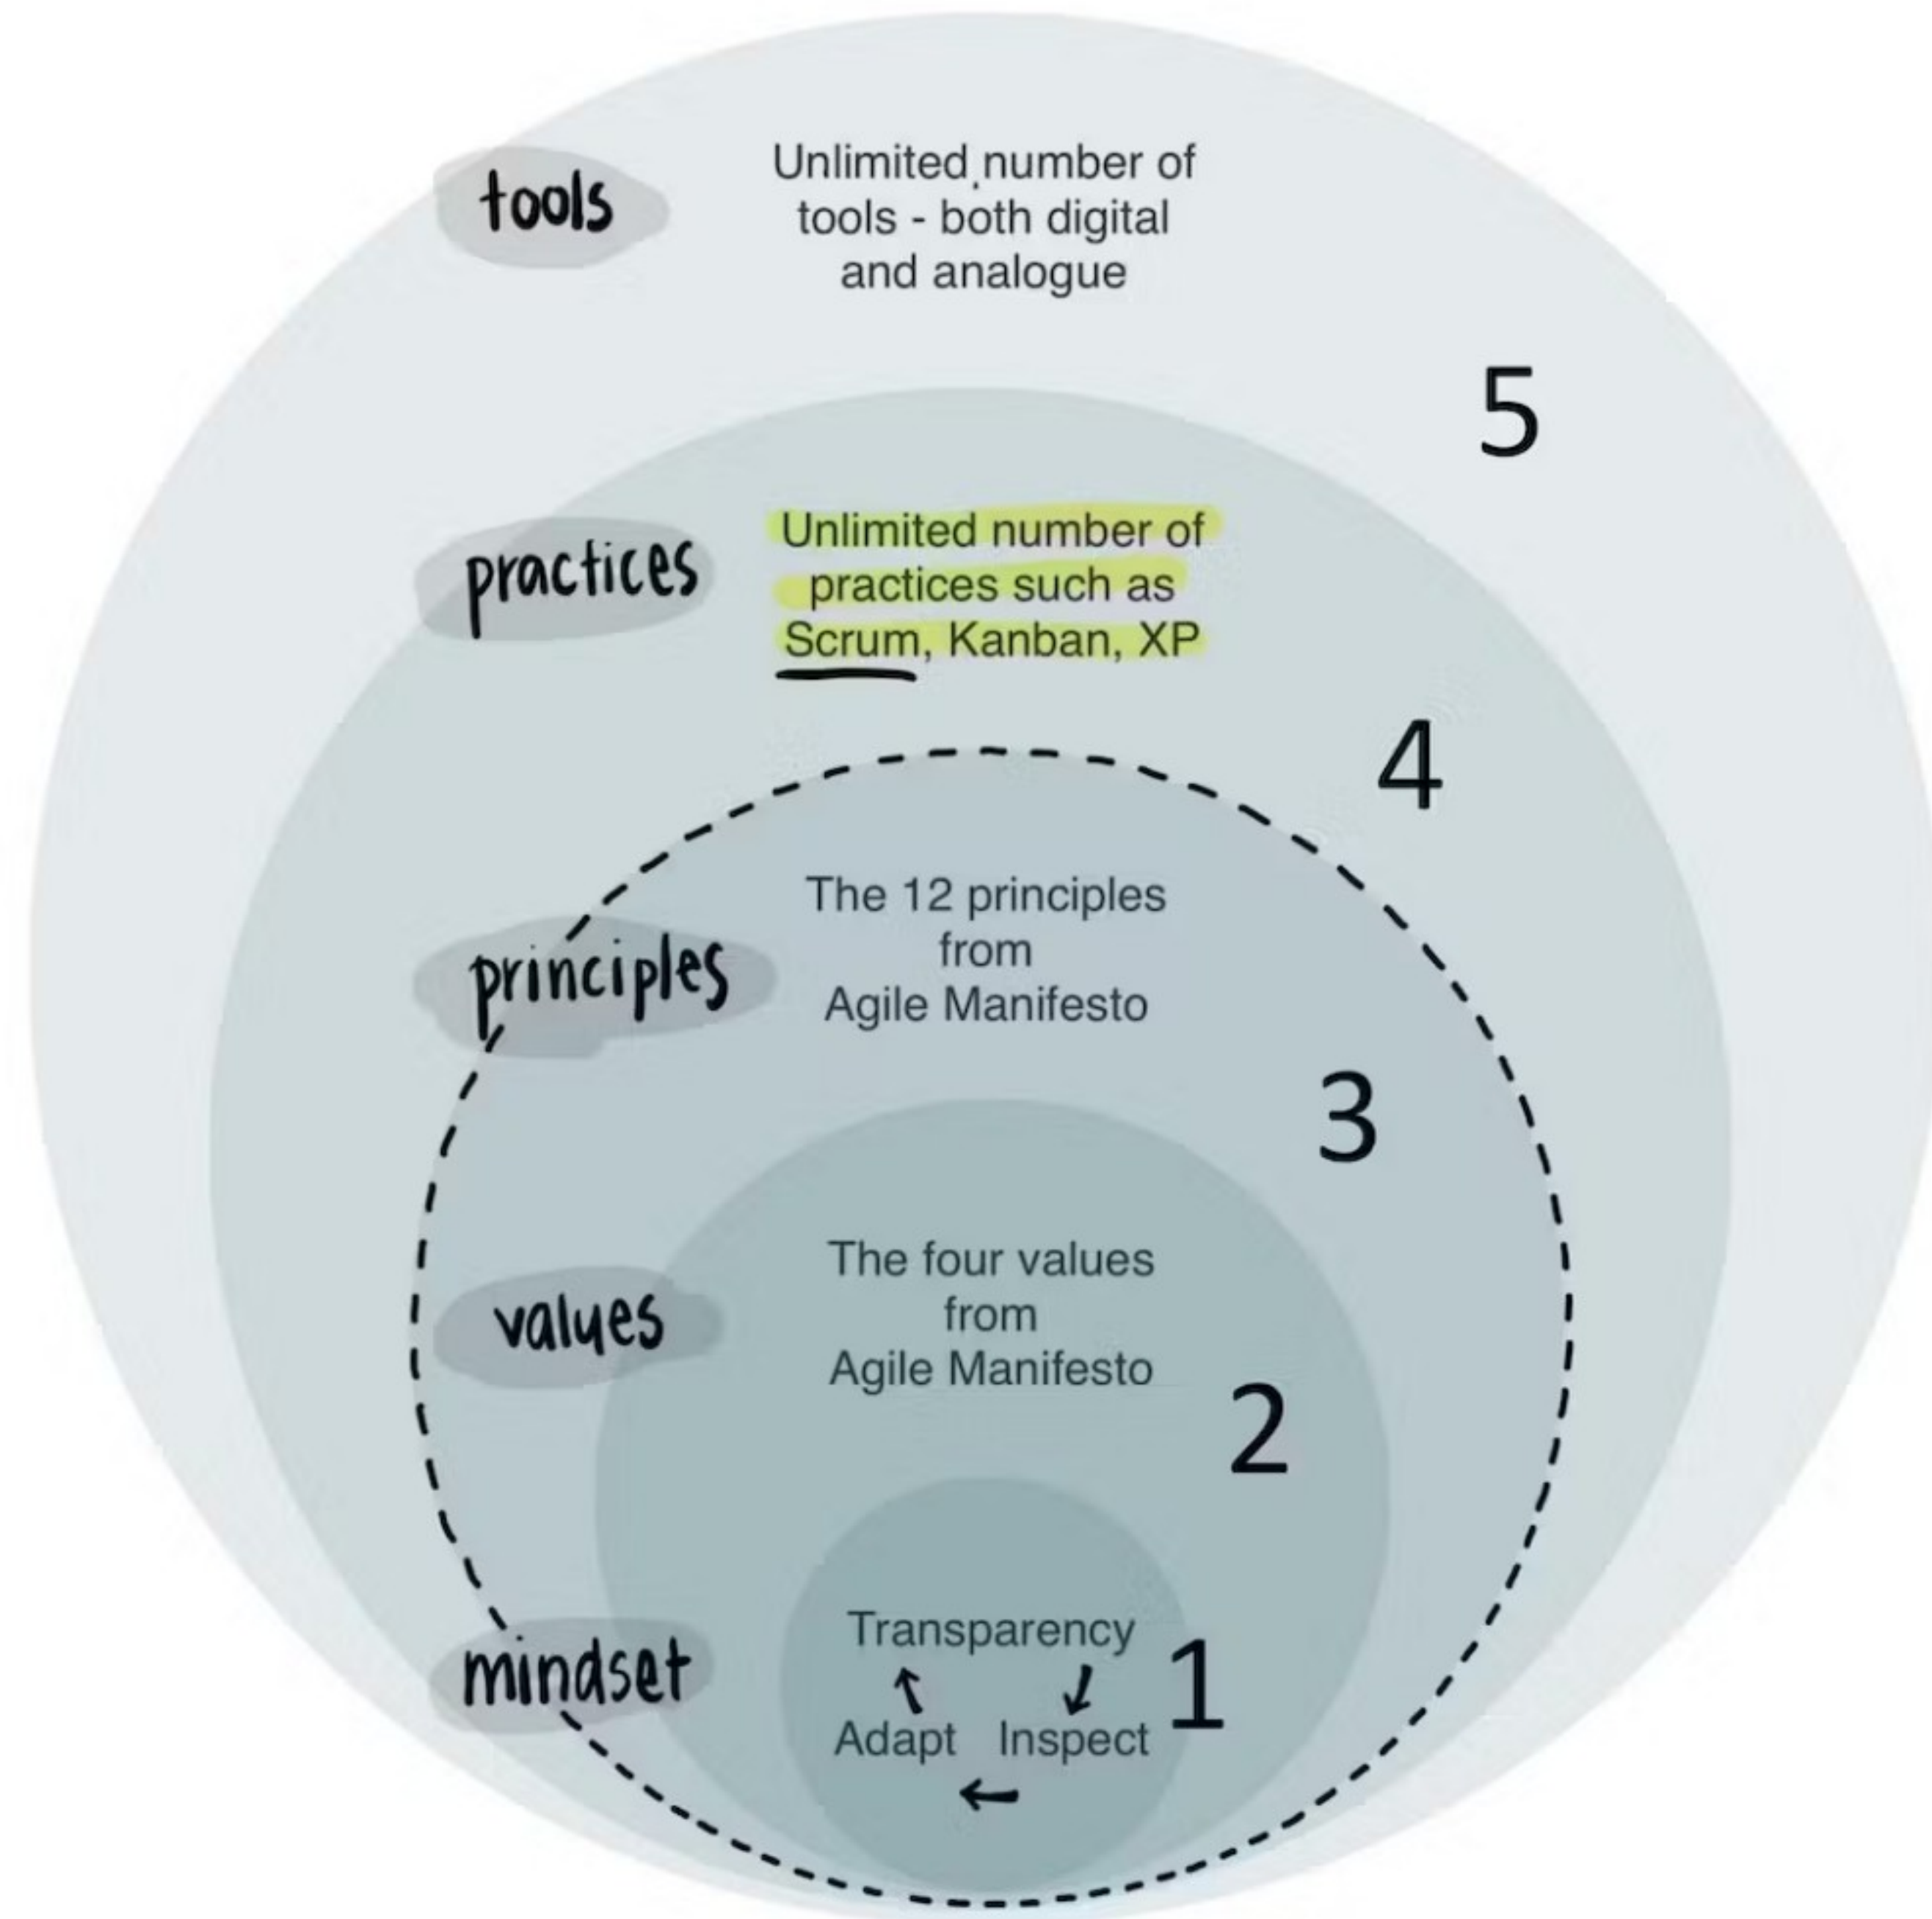 tools
Unlimited number of
tools - both digital
and analogue
5
practices
Unlimited number of
practices such as
Scrum, Kanban, XP
4
principles
The 12 principles
from
Agile Manifesto
3
values
The four values
from
Agile Manifesto
2
mindset
Transparency
1
Adapt Inspect